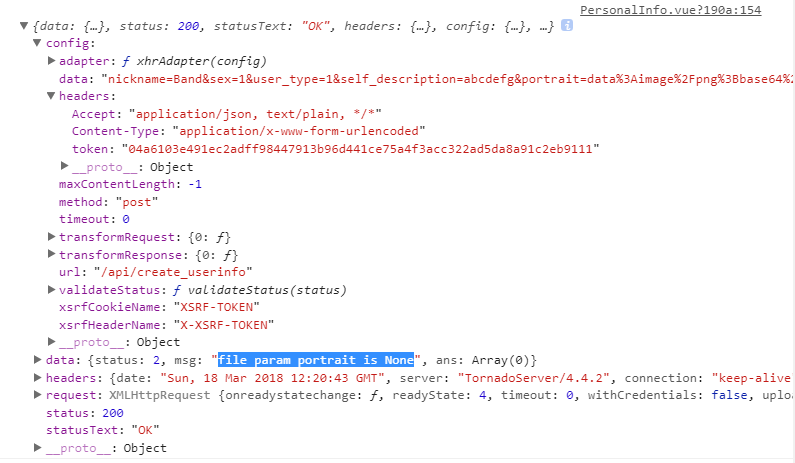 PersonalInfo.vue?190a:154
{data: {…}, status: 200, statusText: "OK", headers: {…}, config: {…}, …} i
config:
adapter: ƒ xhrAdapter(config)
data: "nickname=Band&sex=1&user_type=1&self_description=abcdefg&portrait=data%3Aimage%2Fpng%3Bbase64%2
headers:
Accept: "application/json, text/plain, */*"
Content-Type: "application/x-www-form-urlencoded"
token: "04a6103e491ec2adff98447913b96d441ce75a4f3acc322ad5da8a91c2eb9111"
__proto__: Object
maxContentLength: -1
method: "post"
timeout: 0
transformRequest: {0: ƒ}
transformResponse: {0: ƒ}
url: "/api/create_userinfo"
validateStatus: ƒ validateStatus(status)
xsrfCookieName: "XSRF-TOKEN"
xsrfHeaderName: "X-XSRF-TOKEN"
__proto__: Object
data: {status: 2, msg: "file param portrait is None", ans: Array(0)}
headers: {date: "Sun, 18 Mar 2018 12:20:43 GMT", server: "TornadoServer/4.4.2", connection: "keep-alive
request: XMLHttpRequest {onreadystatechange: ƒ, readyState: 4, timeout: 0, withCredentials: false, uplo
status: 200
statusText: "OK"
__proto__: Object